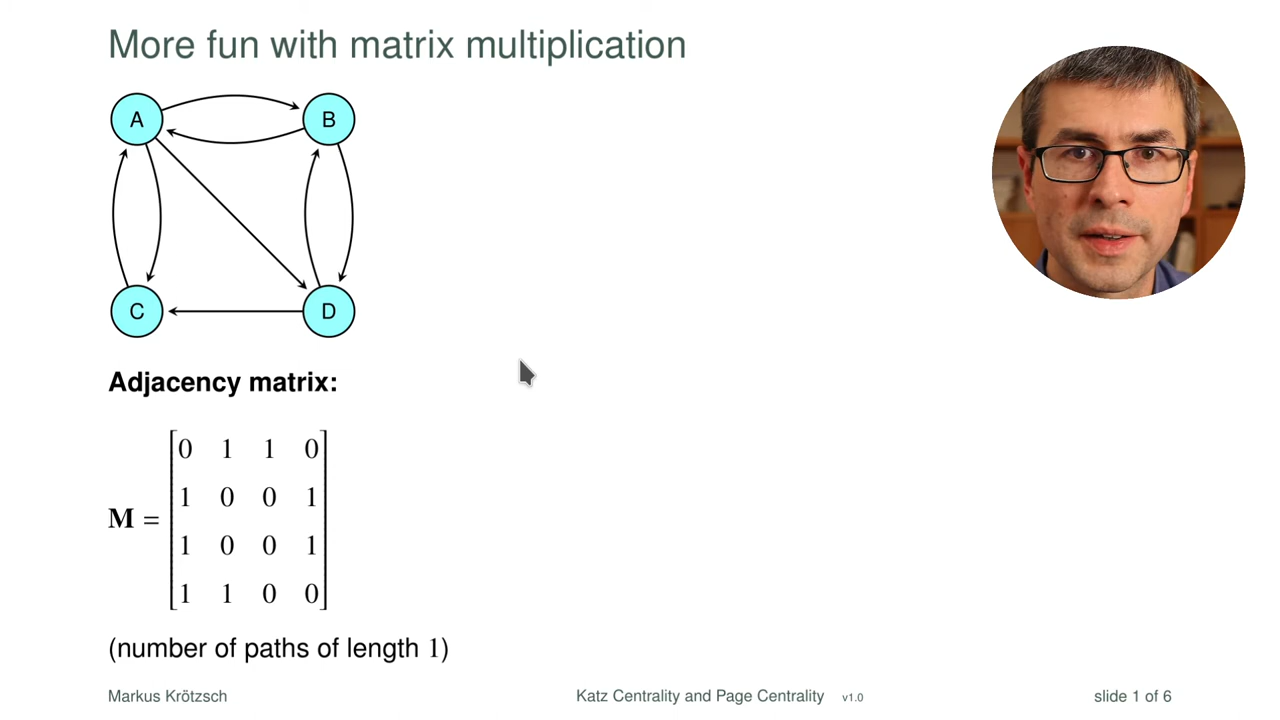 More fun with matrix multiplication
A B
C D
Adjacency matrix:
0 1 1 0
1 0 0 1
M =
1 0 0 1
1 1 0 0
(number of paths of length 1)
Markus Krötzsch Katz Centrality and Page Centrality v1.0 slide 1 of 6